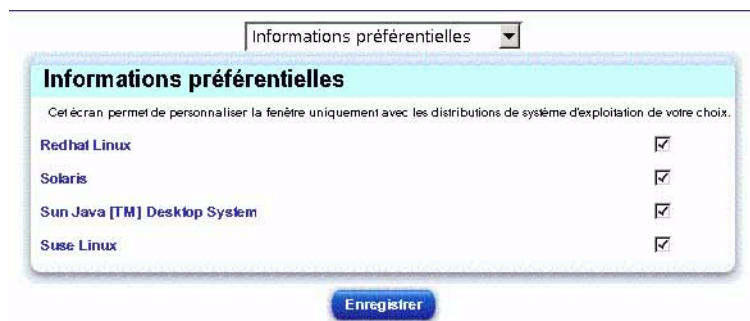 Informations préférentielles
Informations préférentielles
Cet écran permet de personnaliser la fenêtre uniquement avec les distributions de système d'exploitation de votre choix.
Redhat Linux
Solaris
Sun Java [TM] Desktop System
Suse Linux
Enregistrer